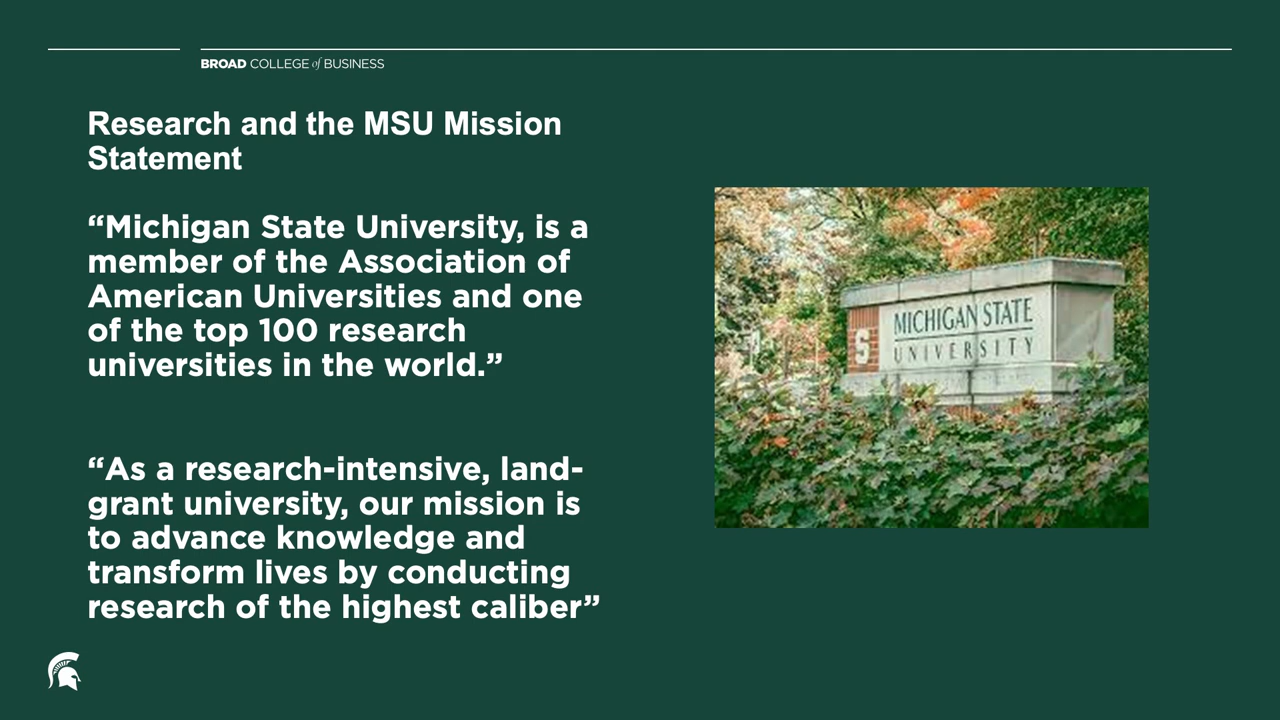 BROAD COLLEGE of BUSINESS
Research and the MSU Mission
Statement
“Michigan State University, is a
member of the Association of
American Universities and one
of the top 100 research
universities in the world.”
“As a research-intensive, land-
grant university, our mission is
to advance knowledge and
transform lives by conducting
research of the highest caliber”
S
MICHIGAN STATE
UNIVERSITY